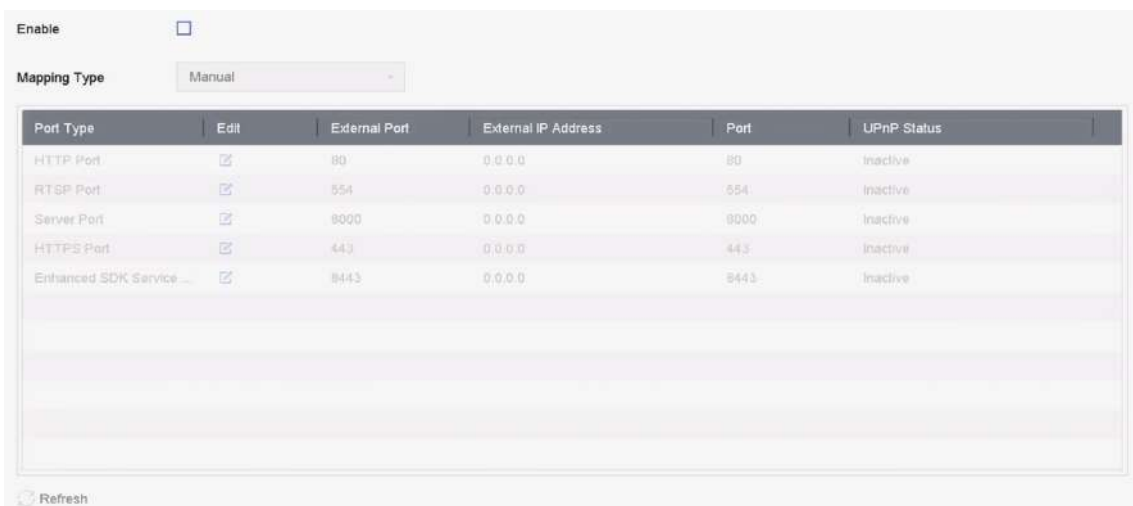 Enable
Mapping Type Manual
Port Type Edit External Port External IP Address Port UPnP Status
HTTP Port 80 0.0.0.0 80 Inactive
RTSP Port 554 0.0.0.0 554 Inactive
Server Port 8000 0.0.0.0 8000 Inactive
HTTPS Port 443 0.0.0.0 443 Inactive
Enhanced SDK Service ... 8443 0.0.0.0 8443 Inactive
Refresh